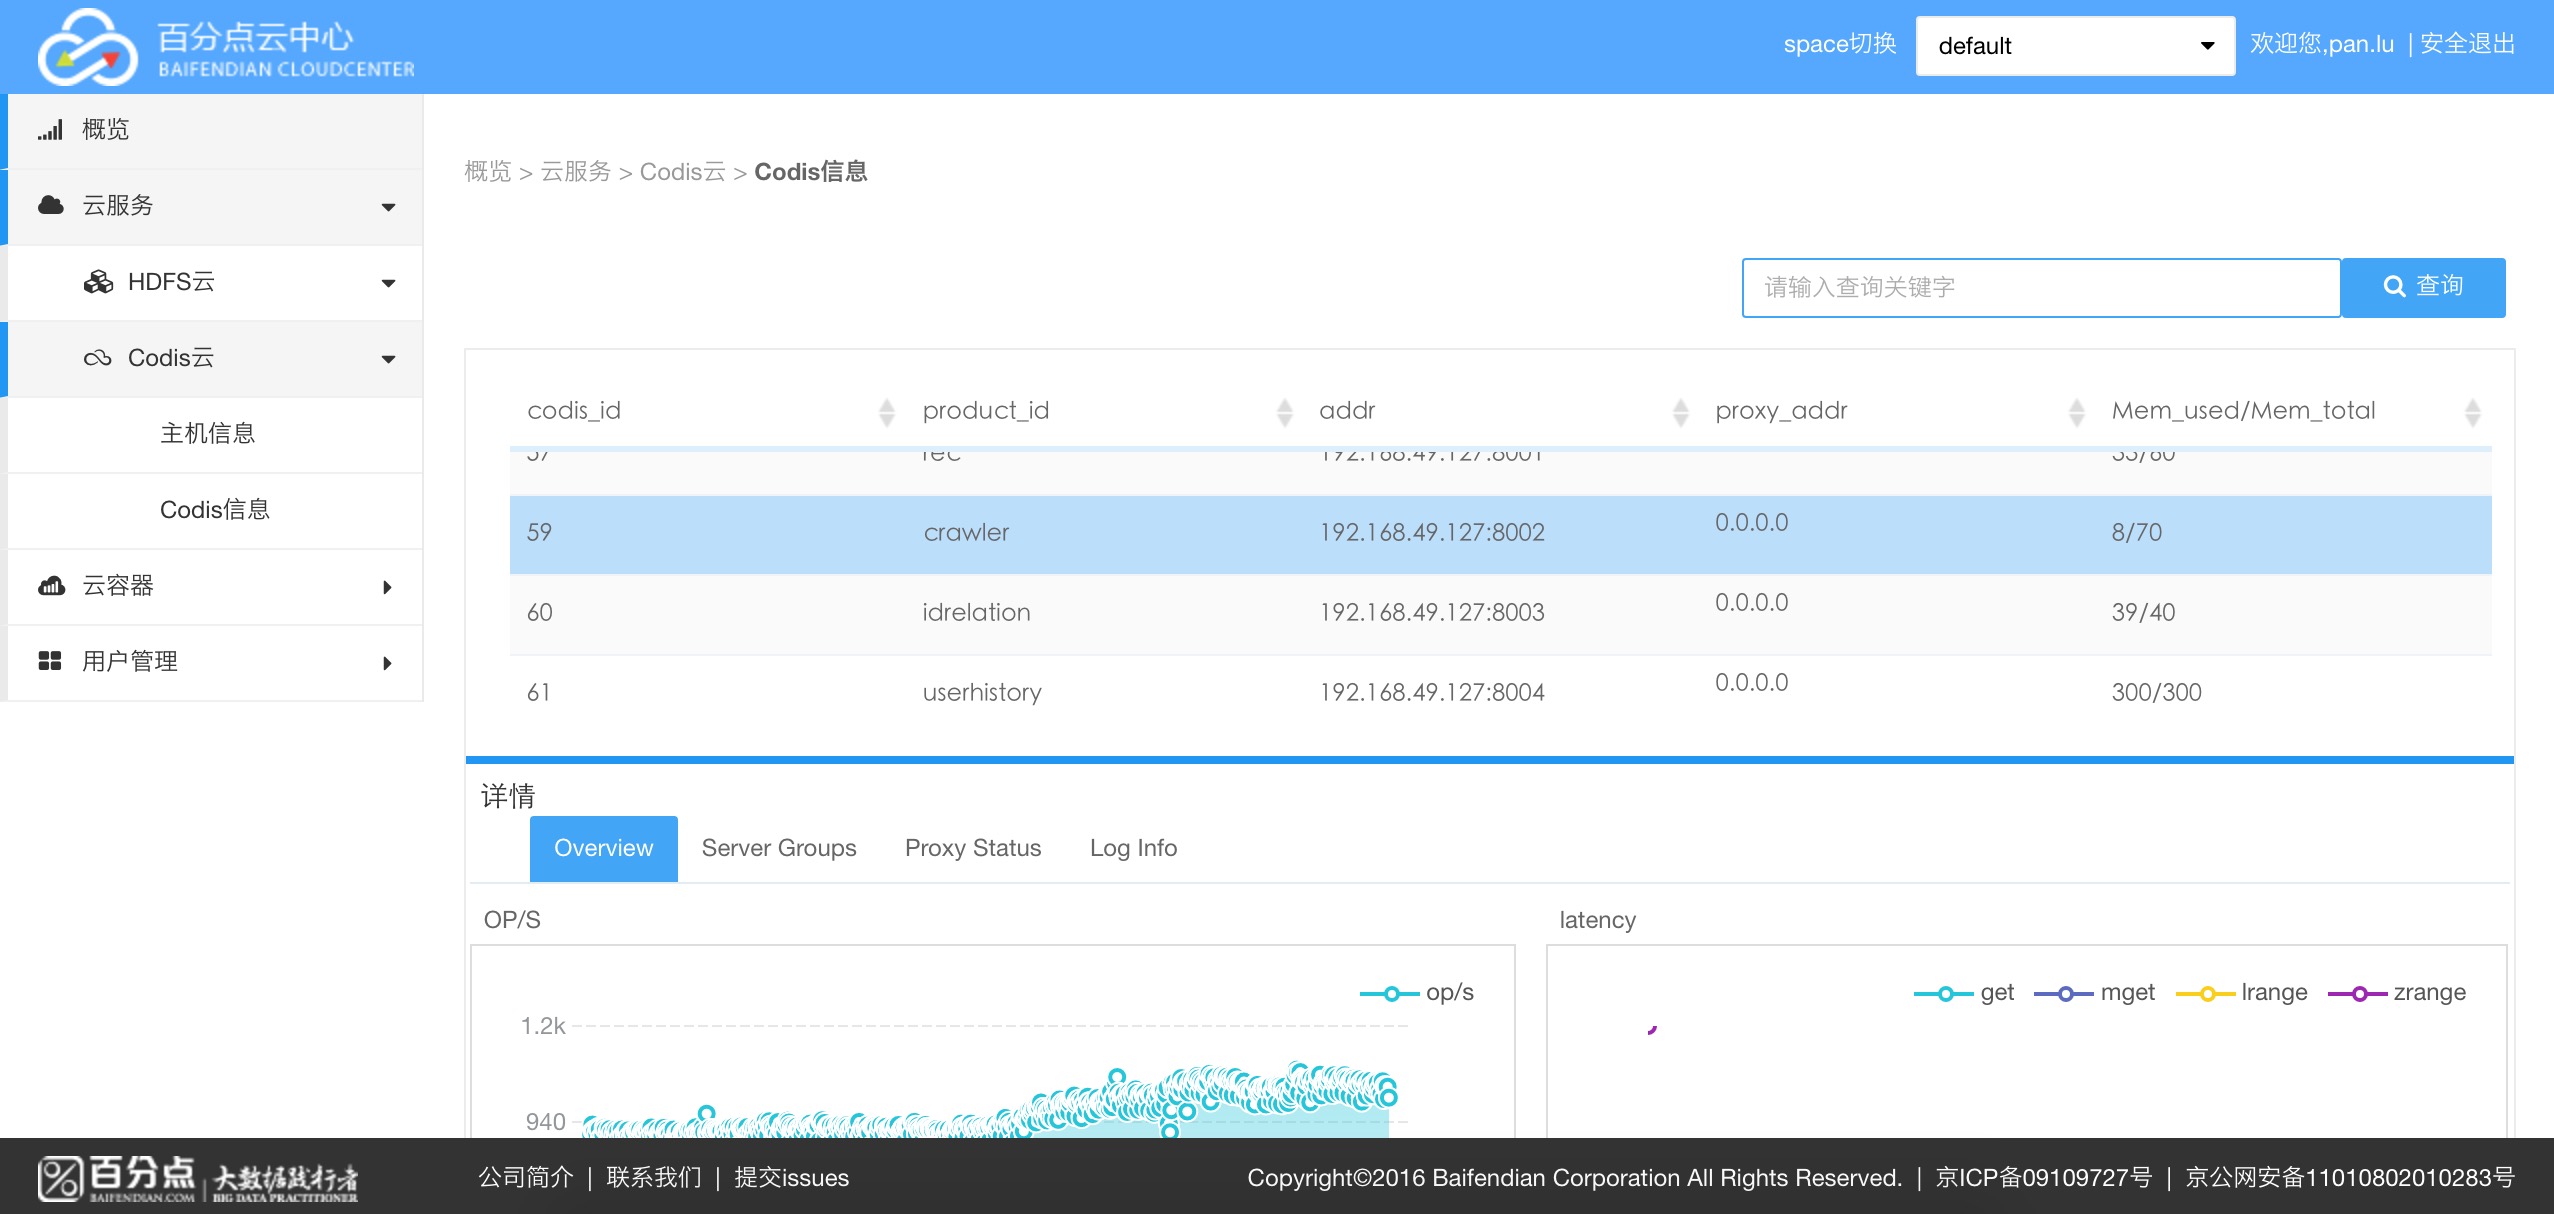 百分点云中心
BAIFENDIAN CLOUDCENTER
space切换 default 欢迎您,pan.lu | 安全退出
概览
云服务
HDFS云
Codis云
主机信息
Codis信息
云容器
用户管理
概览 > 云服务 > Codis云 > Codis信息
请输入查询关键字 查询
codis_id product_id addr proxy_addr Mem_used/Mem_total
57 rec 192.168.49.127:8001
59 crawler 192.168.49.127:8002 0.0.0.0 8/70
60 idrelation 192.168.49.127:8003 0.0.0.0 39/40
61 userhistory 192.168.49.127:8004 0.0.0.0 300/300
详情
Overview Server Groups Proxy Status Log Info
OP/S
op/s
1.2k
940
latency
get mget lrange zrange
百分点 | 大数据践行者
BAIFENDIAN.COM BIG DATA PRACTITIONER
公司简介 | 联系我们 | 提交issues
Copyright©2016 Baifendian Corporation All Rights Reserved. | 京ICP备09109727号 | 京公网安备11010802010283号